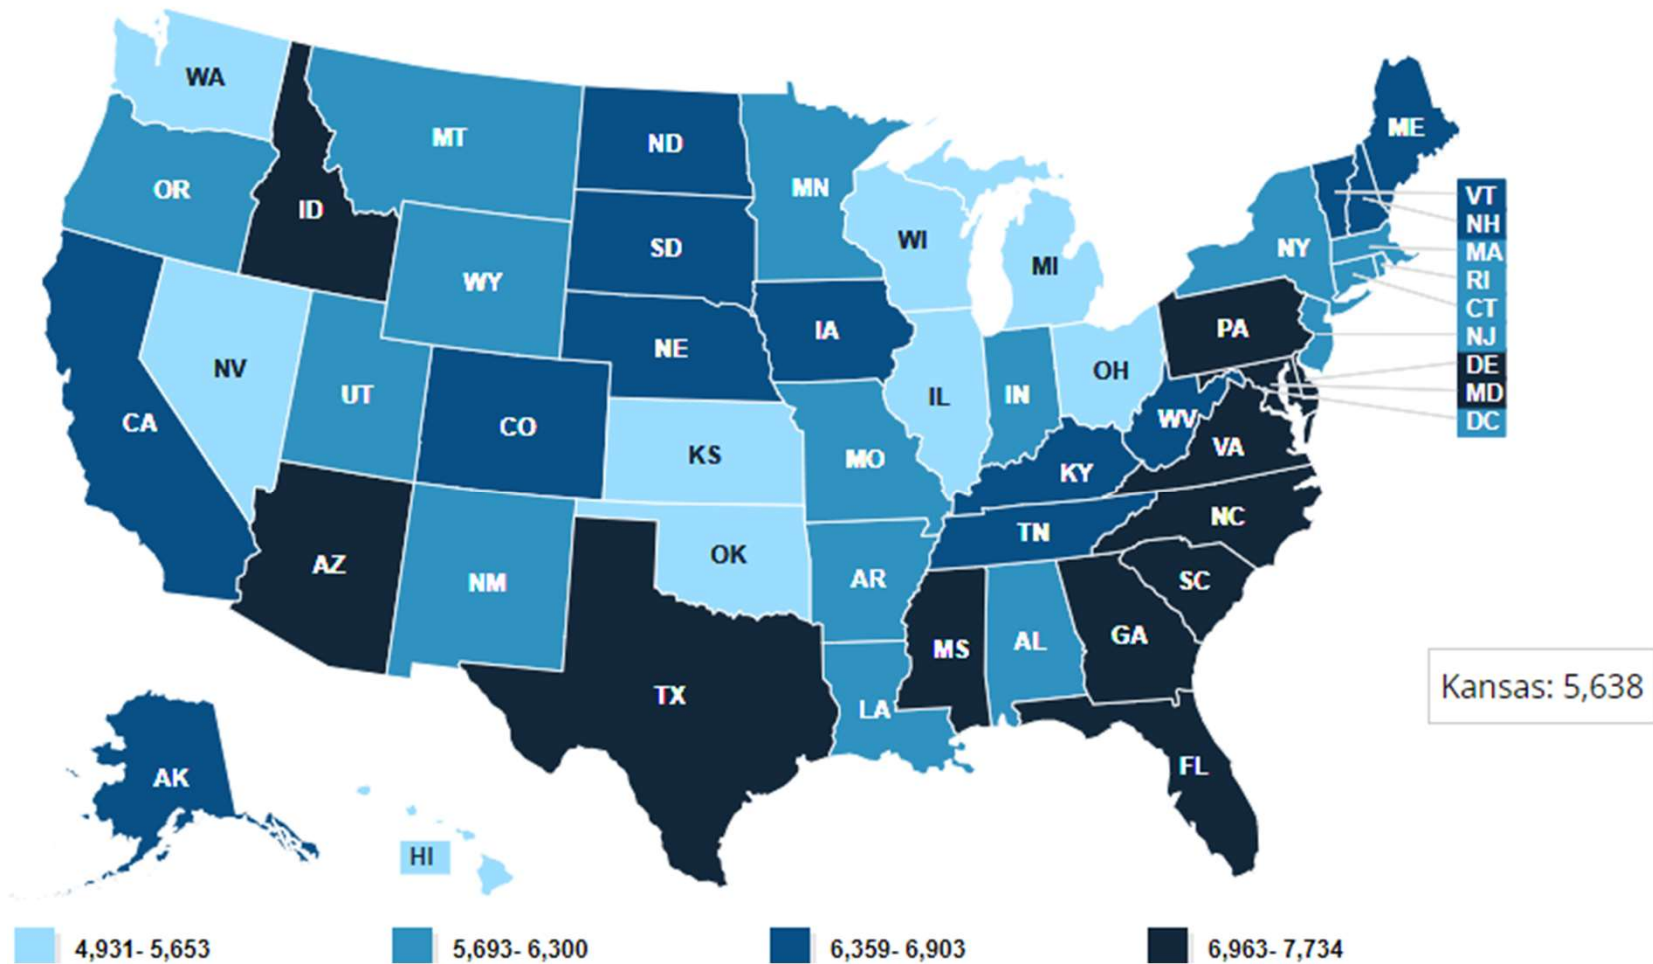 WA
MT
ND
ME
OR
ID
MN
VT
NH
WI
NY
MA
SD
MI
RI
WY
CT
PA
NJ
IA
NE
DE
NV
OH
MD
UT
IL
IN
DC
CA
CO
WV
VA
KS
MO
KY
NC
TN
OK
AZ
NM
AR
SC
MS
AL
GA
Kansas: 5,638
TX
LA
FL
AK
HI
4,931- 5,653
5,693- 6,300
6,359- 6,903
6,963- 7,734